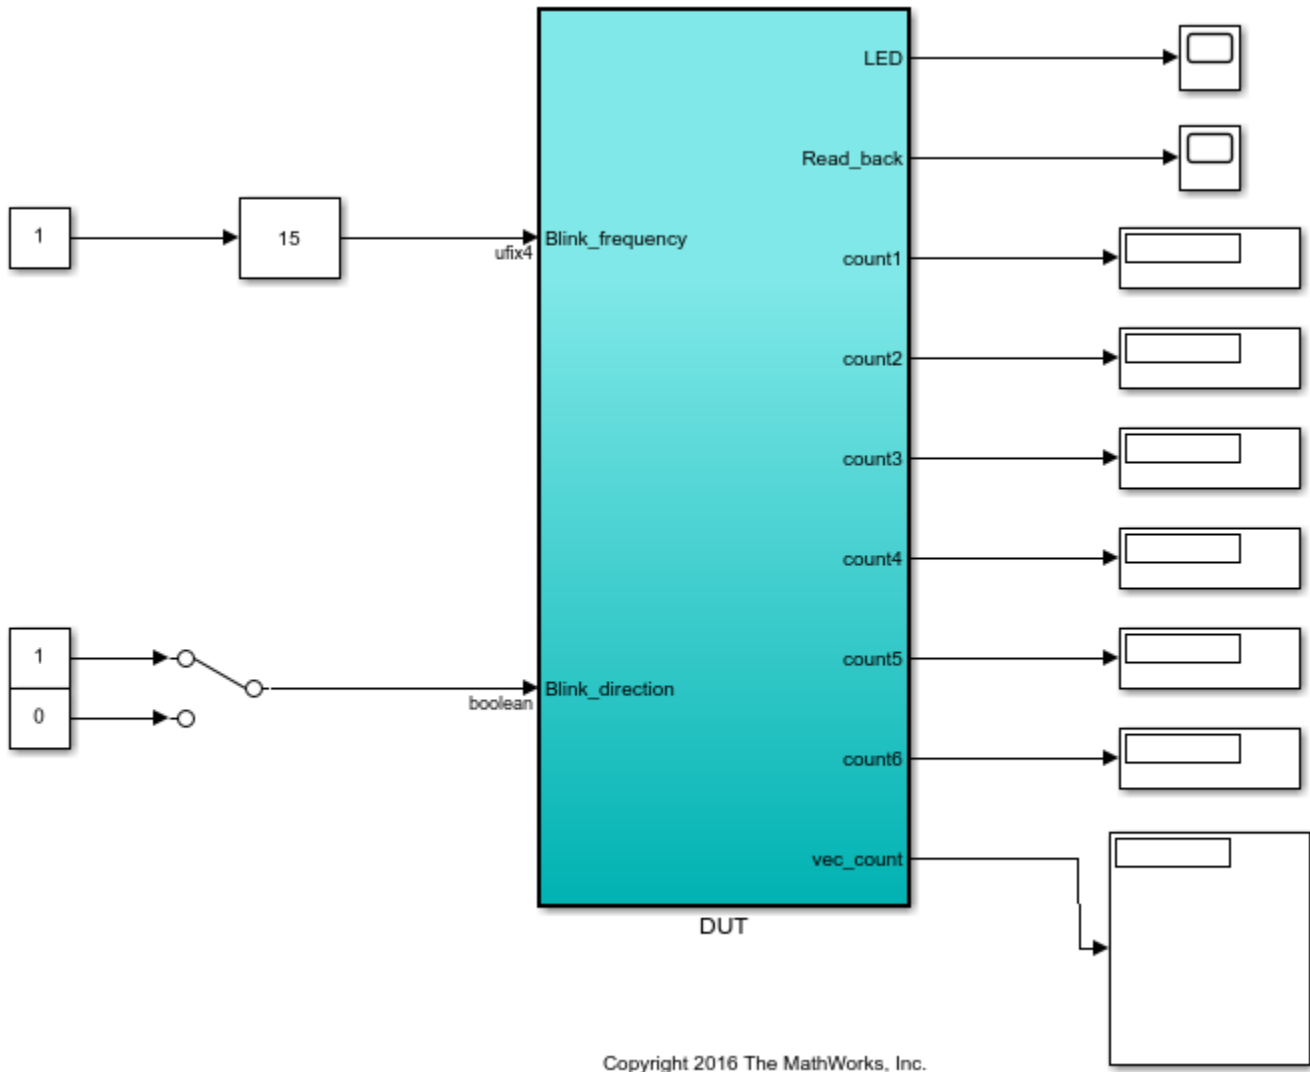 LED
Read_back
1
15
ufix4
Blink_frequency
count1
count2
count3
count4
1
count5
boolean
Blink_direction
0
count6
vec_count
DUT
Copyright 2016 The MathWorks, Inc.